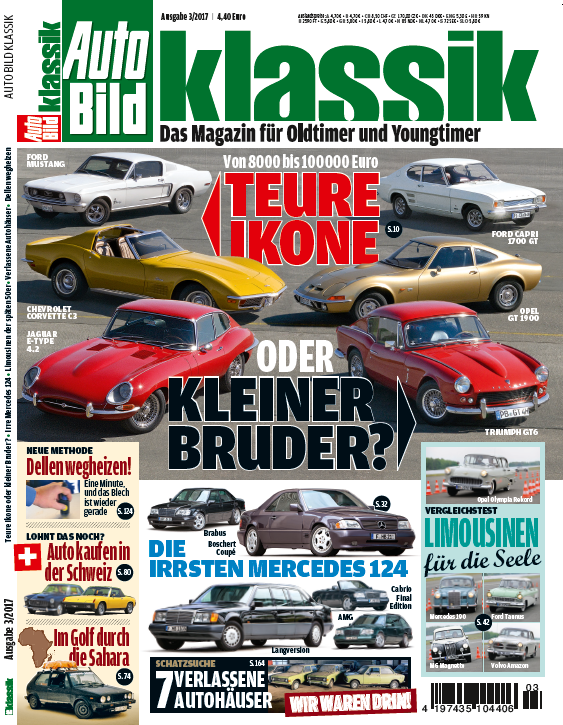 AUTO BILD KLASSIK
klassik
Auto
Bild
Auto
Bild
Ausgabe 3/2017 | 4,40 Euro
klassik
Das Magazin für Oldtimer und Youngtimer
Von 8000 bis 100 000 Euro
TEURE
IKONE
S.10
FORD
MUSTANG
FORD CAPRI
1700 GT
CHEVROLET
CORVETTE C3
OPEL
GT 1900
JAGUAR
E-TYPE
4.2
ODER
KLEINER
BRUDER?
TRIUMPH GT6
Teure Ikone oder kleiner Bruder? • Irre Mercedes 124 • Limousinen der späten 50er • Verlassene Autohäuser • Dellen wegheizen
Ausgabe 3/2017
klassik
NEUE METHODE
Dellen wegheizen!
Eine Minute,
und das Blech
ist wieder
gerade
S.124
LOHNT DAS NOCH?
Auto kaufen in
der Schweiz
S.80
Im Golf durch
die Sahara
S.74
S.32
Brabus
Boschert
Coupé
DIE
IRRSTEN MERCEDES 124
Cabrio
Final
Edition
AMG
Langversion
SCHATZSUCHE
S.164
7 VERLASSENE
AUTOHÄUSER
WIR WAREN DRIN!
Opel Olympia Rekord
VERGLEICHSTEST
LIMOUSINEN
für die Seele
Mercedes 190
Ford Taunus
S.42
MG Magnette
Volvo Amazon
03
4 197435 104406